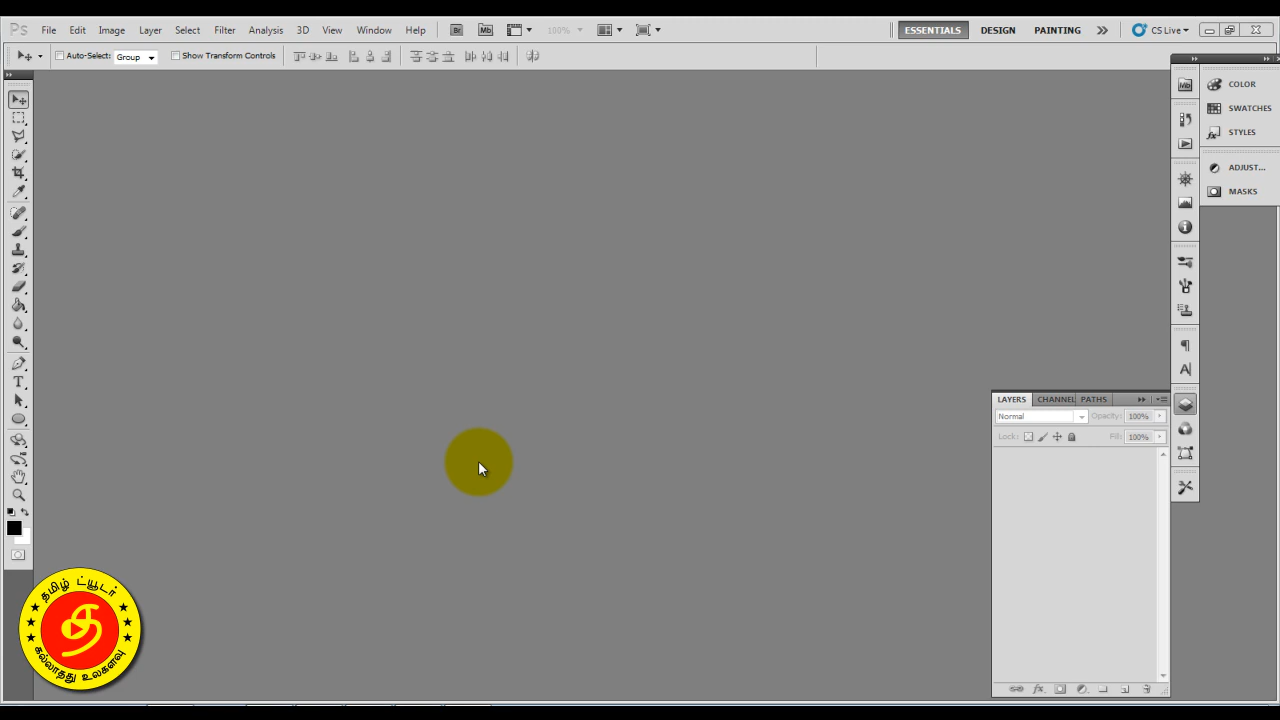 Ps File Edit Image Layer Select Filter Analysis 3D View Window Help Br Mb 100% ESSENTIALS DESIGN PAINTING CS Live
Auto-Select: Group Show Transform Controls
Mb COLOR
SWATCHES
STYLES
ADJUST...
MASKS
LAYERS CHANNEL PATHS
Normal Opacity: 100%
Lock: Fill: 100%
தமிழ் ட்யூடர்
த
கல்லாதது உலகளவு